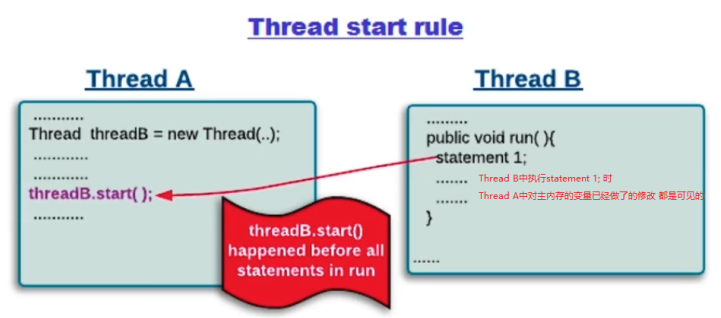 Thread start rule
Thread A
Thread B
...........
Thread threadB = new Thread(..);
............
............
threadB.start( );
...........
threadB.start()
happened before all
statements in run
.........
public void run( ){
statement 1;
....... Thread B中执行statement 1; 时
....... Thread A中对主内存的变量已经做了的修改 都是可见的
}
......